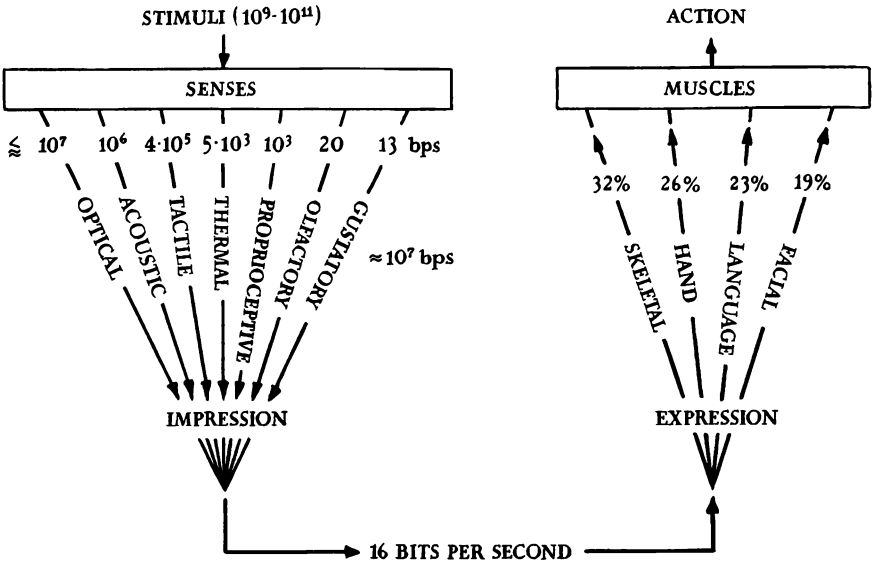 STIMULI (10⁹-10¹¹)
ACTION
SENSES
MUSCLES
≲ 10⁷ 10⁶ 4·10⁵ 5·10³ 10³ 20 13 bps
32% 26% 23% 19%
OPTICAL
ACOUSTIC
TACTILE
THERMAL
PROPRIOCEPTIVE
OLFACTORY
GUSTATORY
≈10⁷ bps
SKELETAL
HAND
LANGUAGE
FACIAL
IMPRESSION
EXPRESSION
16 BITS PER SECOND